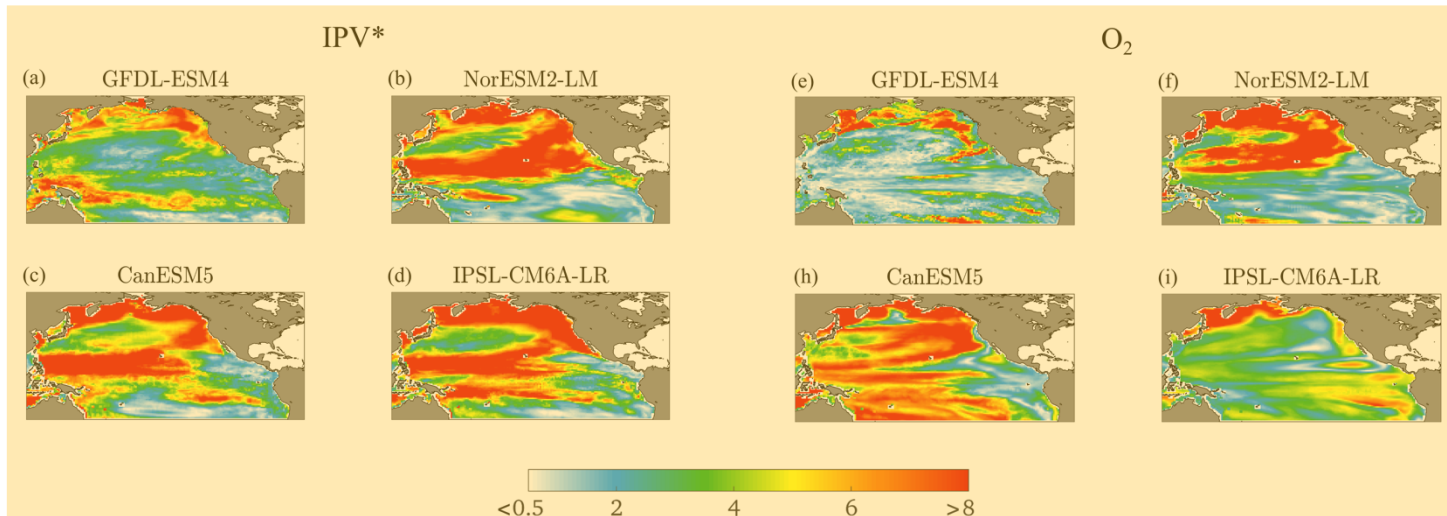 IPV* O₂
(a) GFDL-ESM4 (b) NorESM2-LM (e) GFDL-ESM4 (f) NorESM2-LM
(c) CanESM5 (d) IPSL-CM6A-LR (h) CanESM5 (i) IPSL-CM6A-LR
<0.5 2 4 6 >8